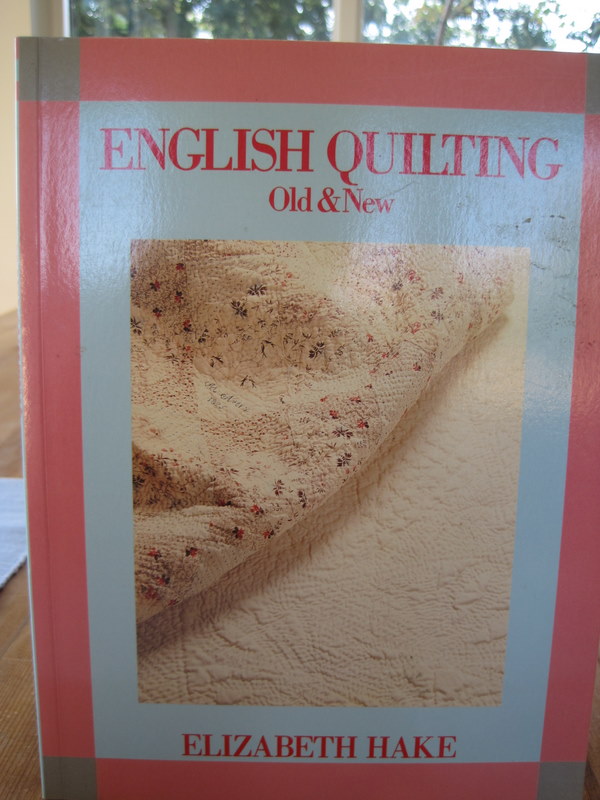 ENGLISH QUILTING
Old & New
ELIZABETH HAKE